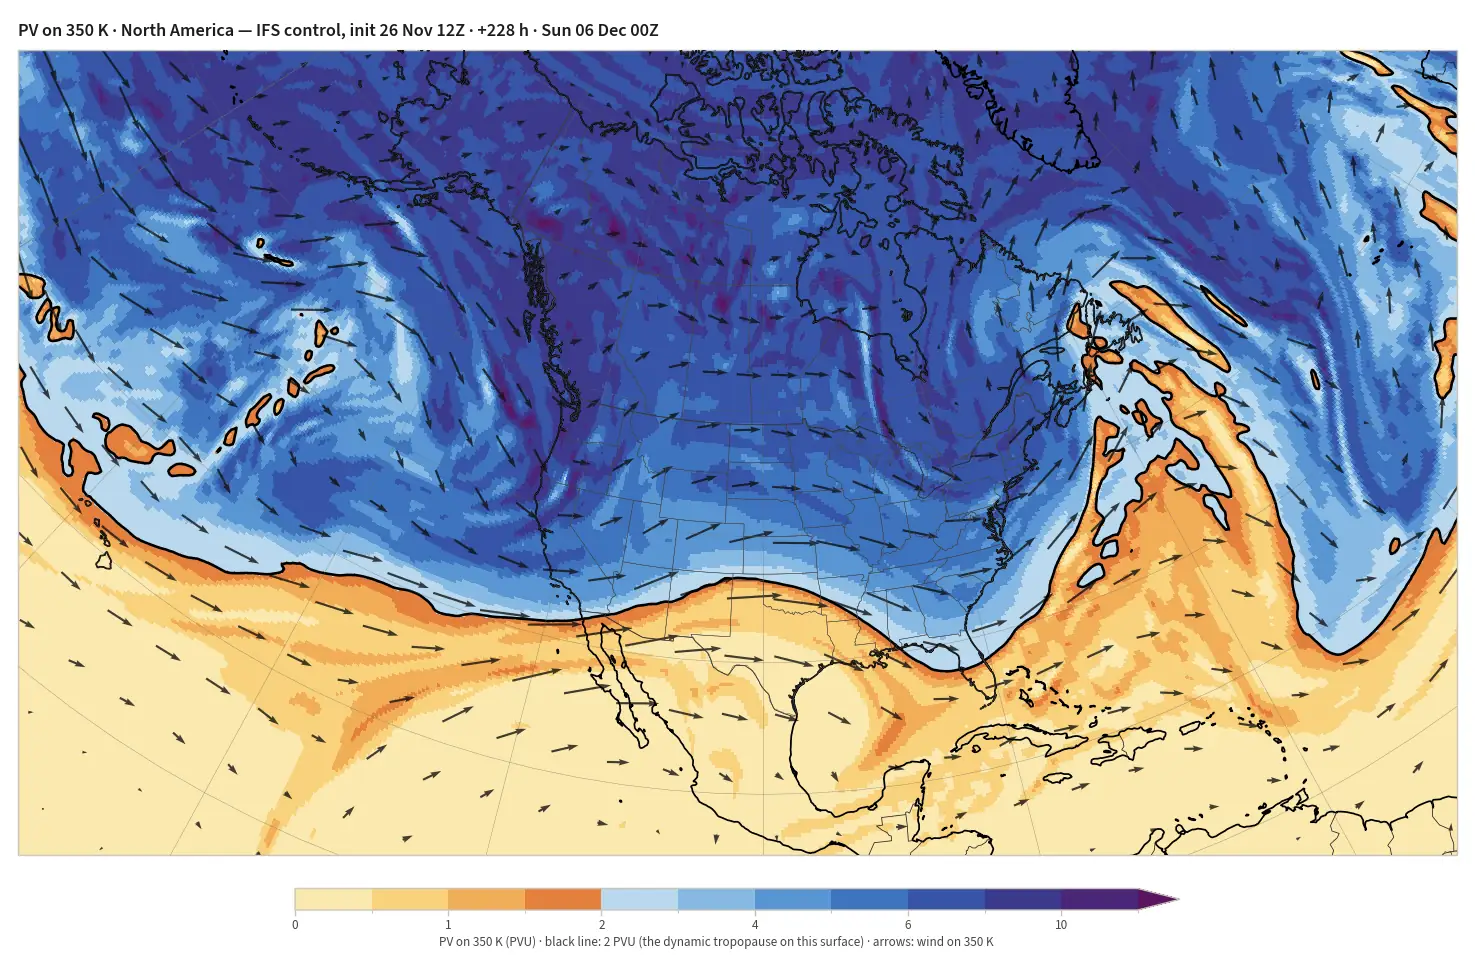 PV on 350 K · North America — IFS control, init 26 Nov 12Z · +228 h · Sun 06 Dec 00Z
0 1 2 4 6 10
PV on 350 K (PVU) · black line: 2 PVU (the dynamic tropopause on this surface) · arrows: wind on 350 K